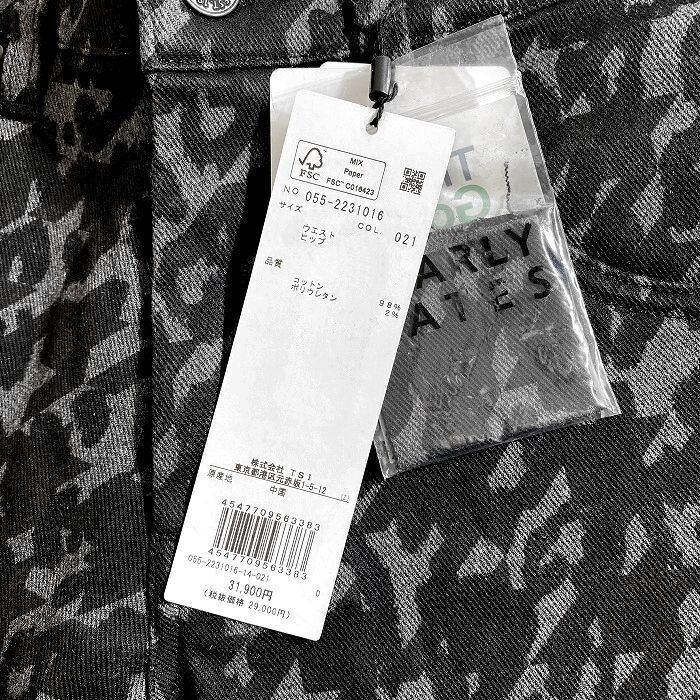 MIX
Paper
FSC
FSC™ C016423
NO. 055-2231016
サイズ
COL. 021
ウエスト
ヒップ
品質
コットン 98%
ポリウレタン 2%
株式会社 TSI
東京都港区元赤坂1-5-12
原産地 中国
4547709563383
4547709563383
055-2231016-14-021 0
31,900円
(税抜価格 29,000円)
ARLY
ATES